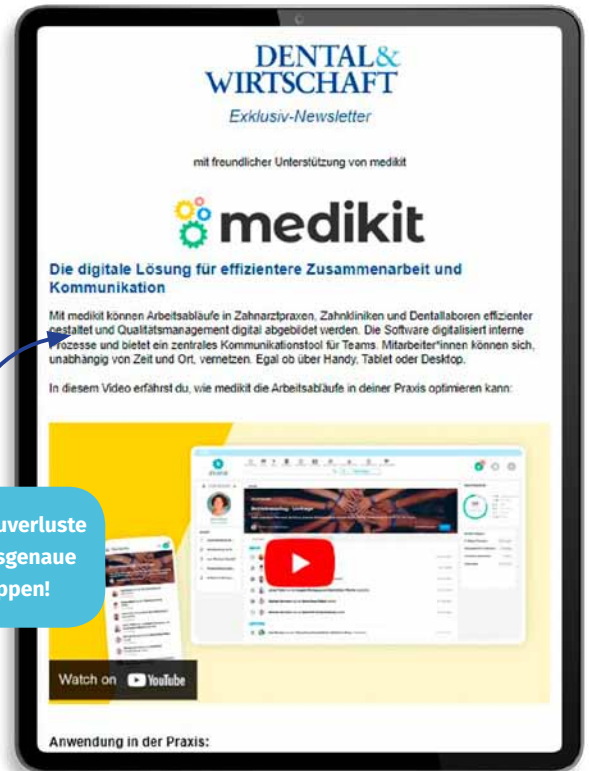 DENTAL&
WIRTSCHAFT
Exklusiv-Newsletter
mit freundlicher Unterstützung von medikit
medikit
Die digitale Lösung für effizientere Zusammenarbeit und
Kommunikation
Mit medikit können Arbeitsabläufe in Zahnarztpraxen, Zahnkliniken und Dentallaboren effizienter
gestaltet und Qualitätsmanagement digital abgebildet werden. Die Software digitalisiert interne
Prozesse und bietet ein zentrales Kommunikationstool für Teams. Mitarbeiter*innen können sich,
unabhängig von Zeit und Ort, vernetzen. Egal ob über Handy, Tablet oder Desktop.
In diesem Video erfährst du, wie medikit die Arbeitsabläufe in deiner Praxis optimieren kann:
uverluste
sgenaue
ppen!
Watch on YouTube
Anwendung in der Praxis: